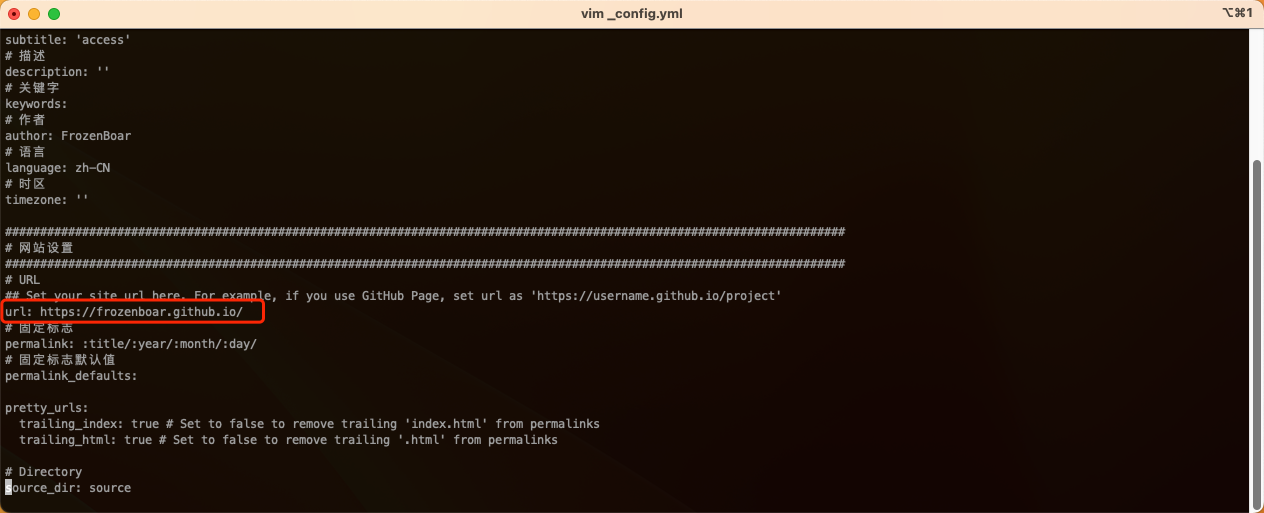 vim _config.yml
⌥⌘1
subtitle: 'access'
# 描述
description: ''
# 关键字
keywords:
# 作者
author: FrozenBoar
# 语言
language: zh-CN
# 时区
timezone: ''
########################################################################################################################
# 网站设置
########################################################################################################################
# URL
## Set your site url here. For example, if you use GitHub Page, set url as 'https://username.github.io/project'
url: https://frozenboar.github.io/
# 固定标志
permalink: :title/:year/:month/:day/
# 固定标志默认值
permalink_defaults:
pretty_urls:
  trailing_index: true # Set to false to remove trailing 'index.html' from permalinks
  trailing_html: true # Set to false to remove trailing '.html' from permalinks
# Directory
source_dir: source